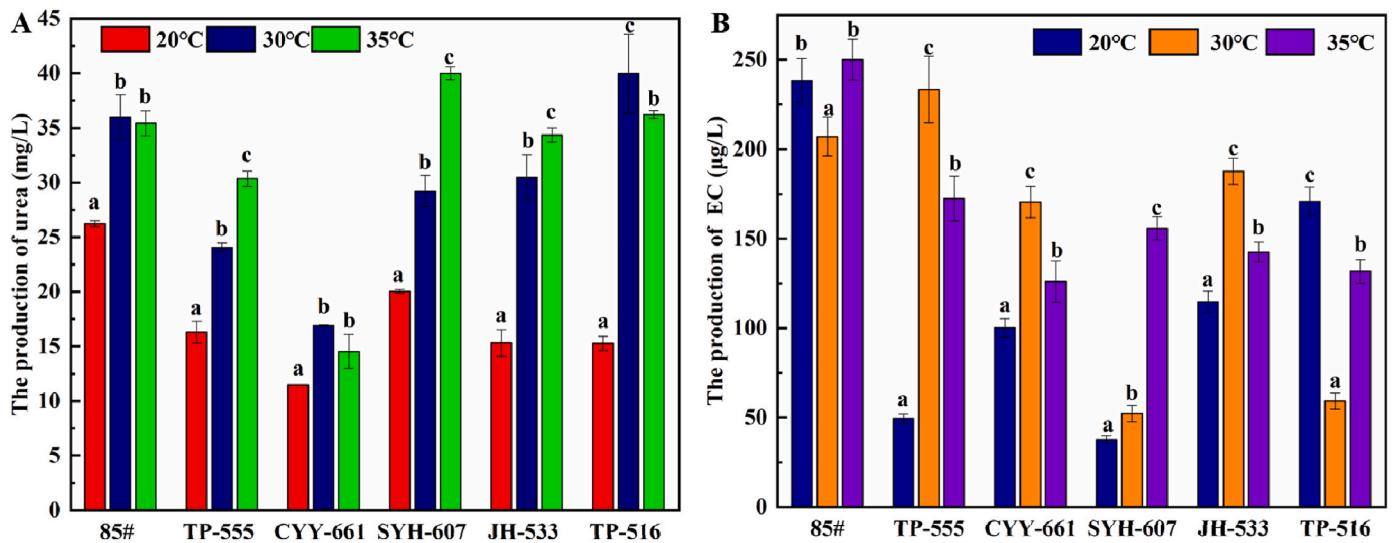 A
20°C 30°C 35°C
The production of urea (mg/L)
45
40
35
30
25
20
15
10
5
0
a b b
a b c
a b b
a b c
a b c
a c b
85# TP-555 CYY-661 SYH-607 JH-533 TP-516
B
20°C 30°C 35°C
The production of EC (μg/L)
250
200
150
100
50
0
b a b
a c b
a c b
a b c
a c b
c a b
85# TP-555 CYY-661 SYH-607 JH-533 TP-516